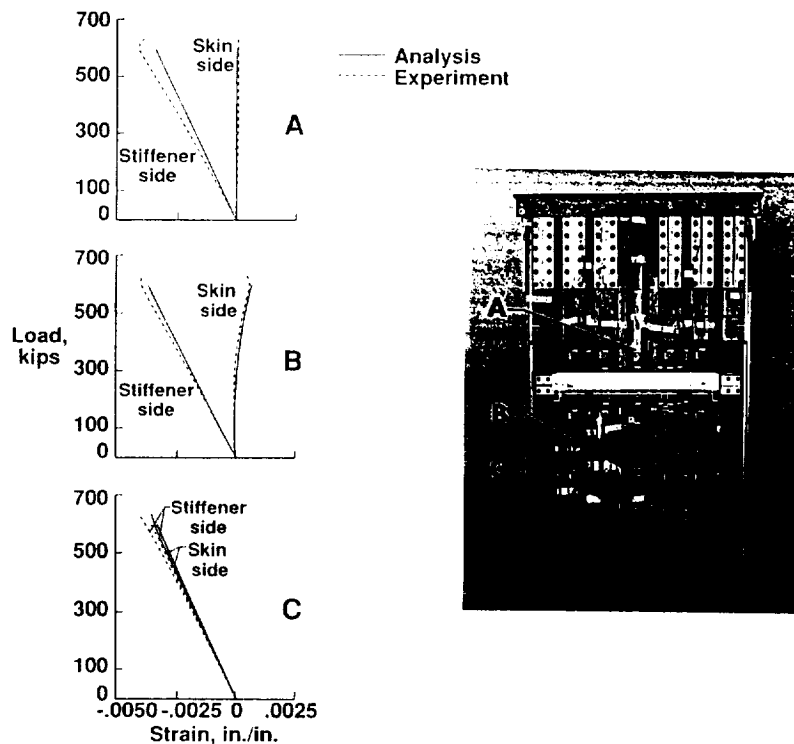 700
500
300
100
0
Skin
side
Stiffener
side
A
Analysis
Experiment
700
500
300
100
0
Load,
kips
Skin
side
Stiffener
side
B
700
500
300
100
0
Stiffener
side
Skin
side
C
-.0050 -.0025 0 .0025
Strain, in./in.
A
B
C